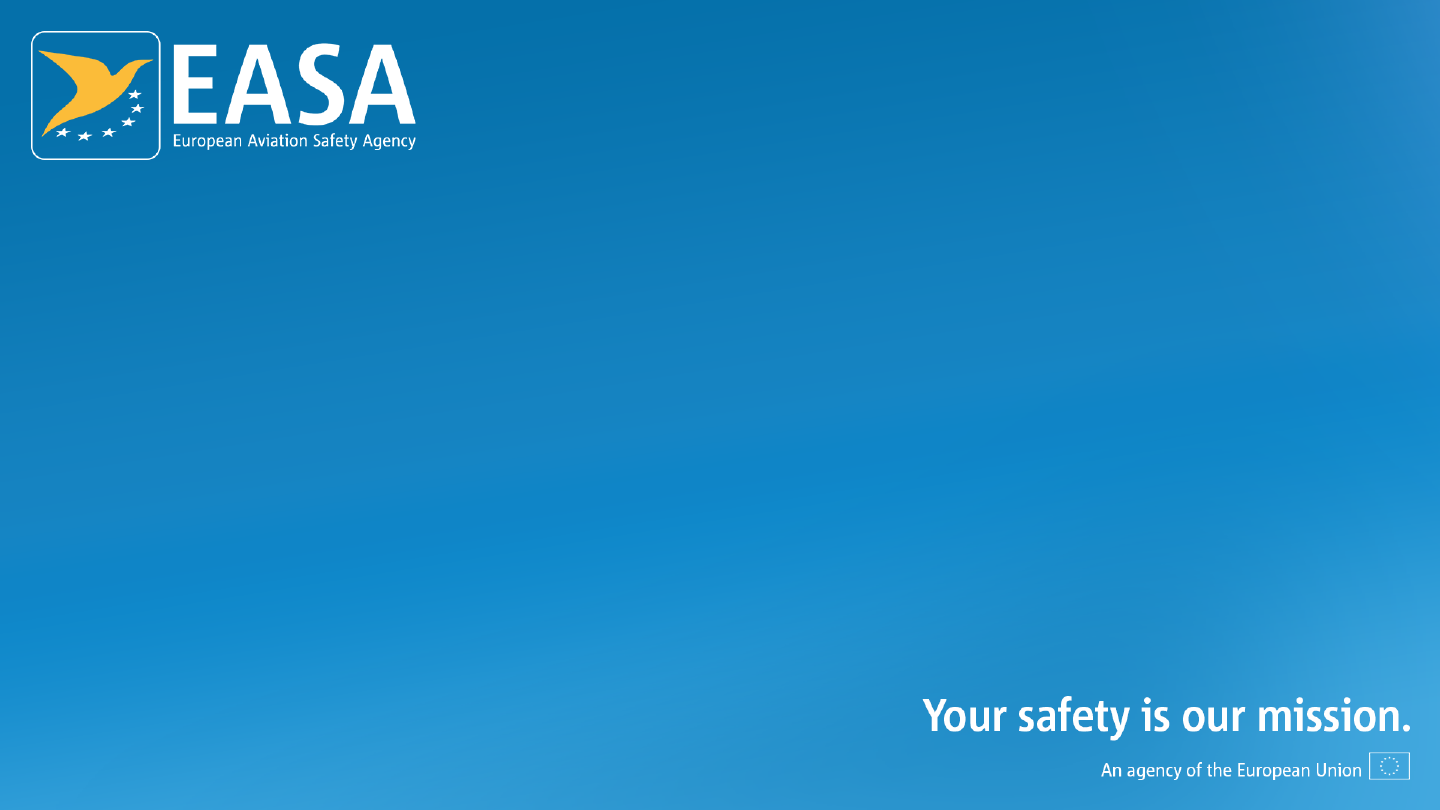 EASA
European Aviation Safety Agency
Your safety is our mission.
An agency of the European Union